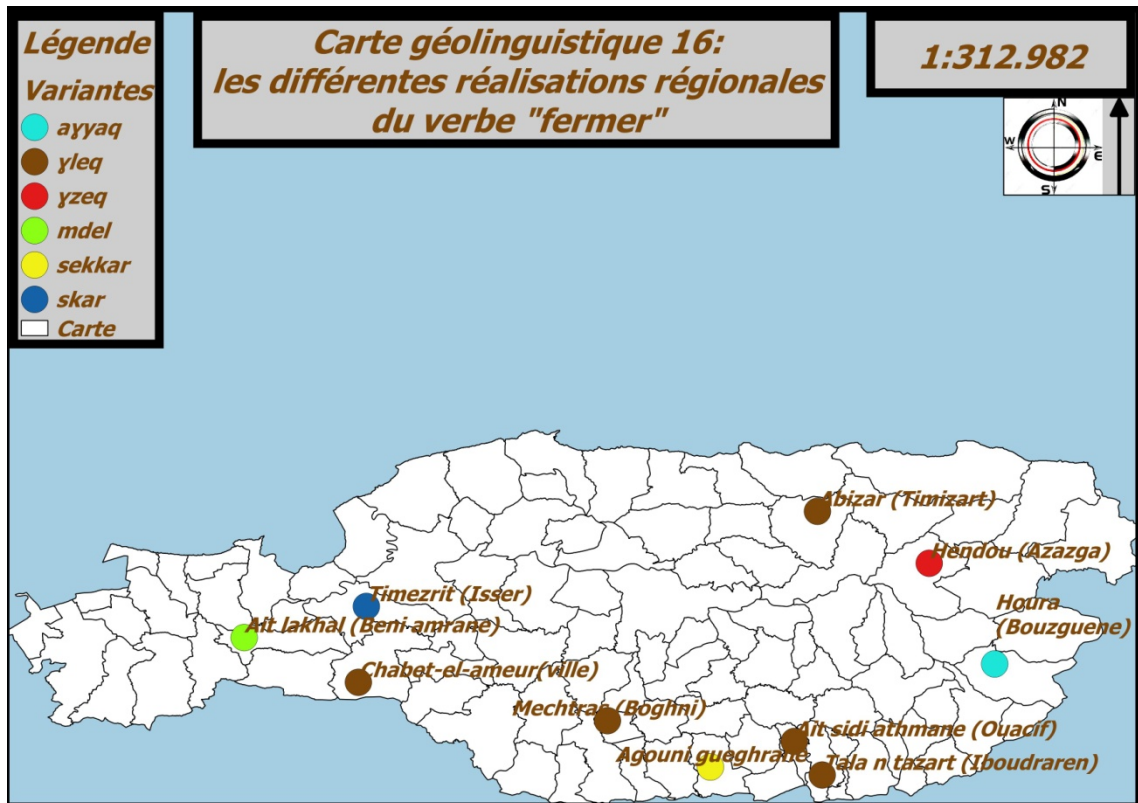 Légende
Variantes
aɣyaq
ɣleq
ɣzeq
mdel
sekkar
skar
Carte
Carte géolinguistique 16:
les différentes réalisations régionales
du verbe "fermer"
1:312.982
N
W
E
S
Abizar (Timizart)
Hendou (Azazga)
Houra
(Bouzguene)
Timezrit (Isser)
Ait lakhal (Beni amrane)
Chabet-el-ameur(ville)
Mechtras (Boghni)
Ait sidi athmane (Ouacif)
Agouni gueghrane
Tala n tazart (Iboudraren)